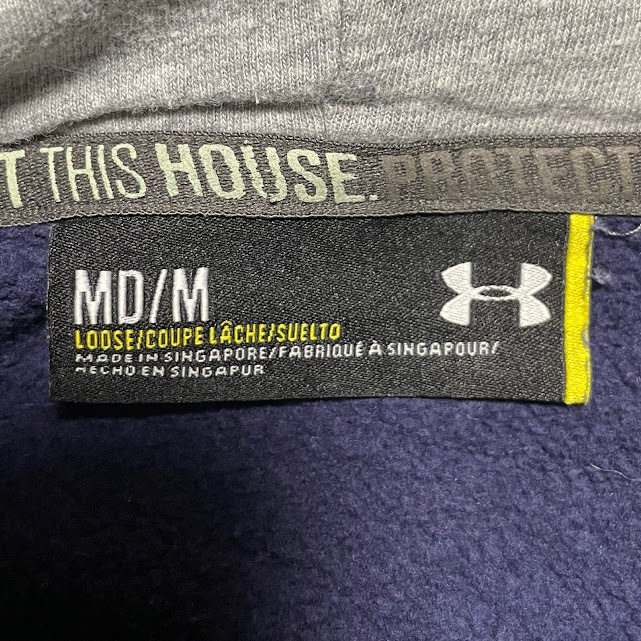 T THIS HOUSE. PROTECT
MD/M
LOOSE/COUPE LÂCHE/SUELTO
MADE IN SINGAPORE/FABRIQUÉ À SINGAPOUR/
HECHO EN SINGAPUR